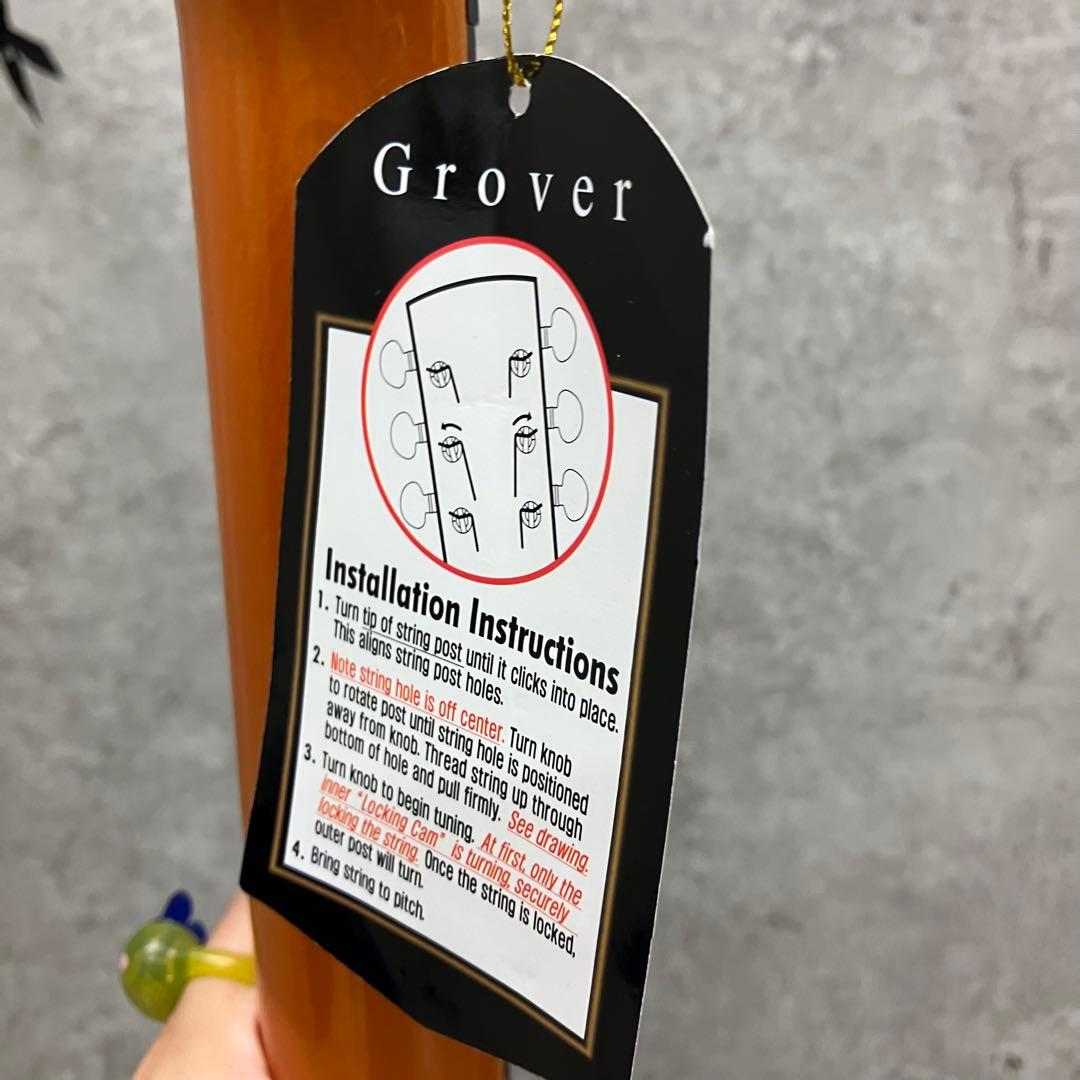 Grover
Installation Instructions
1. Turn tip of string post until it clicks into place.
This aligns string post holes.
2. Note string hole is off center. Turn knob
to rotate post until string hole is positioned
away from knob. Thread string up through
bottom of hole and pull firmly. See drawing.
3. Turn knob to begin tuning. At first, only the
inner "Locking Cam" is turning, securely
locking the string. Once the string is locked,
outer post will turn.
4. Bring string to pitch.